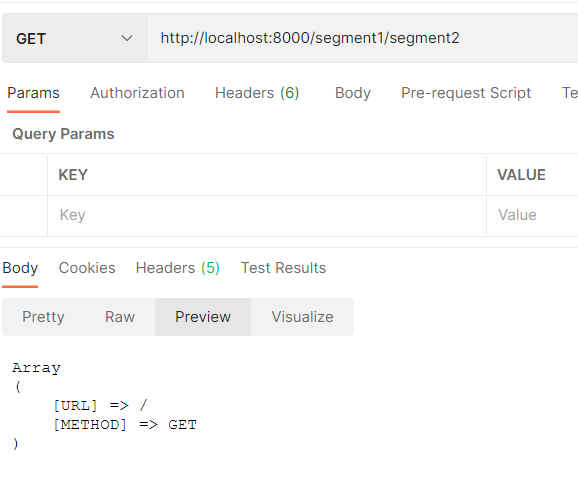 GET http://localhost:8000/segment1/segment2
Params Authorization Headers (6) Body Pre-request Script Te
Query Params
KEY VALUE
Key Value
Body Cookies Headers (5) Test Results
Pretty Raw Preview Visualize
Array
(
[URL] => /
[METHOD] => GET
)